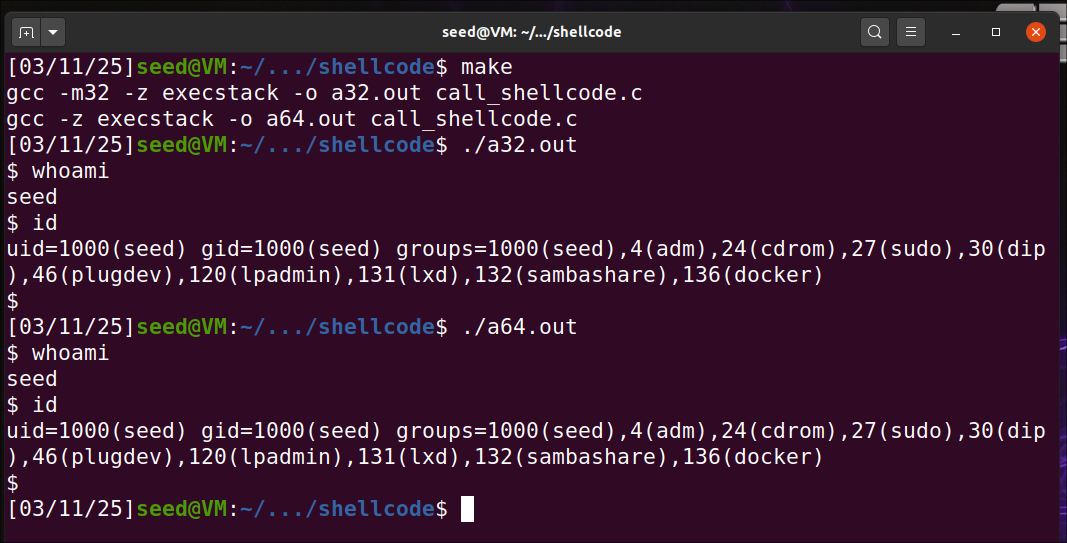 seed@VM: ~/.../shellcode
[03/11/25]seed@VM:~/.../shellcode$ make
gcc -m32 -z execstack -o a32.out call_shellcode.c
gcc -z execstack -o a64.out call_shellcode.c
[03/11/25]seed@VM:~/.../shellcode$ ./a32.out
$ whoami
seed
$ id
uid=1000(seed) gid=1000(seed) groups=1000(seed),4(adm),24(cdrom),27(sudo),30(dip
),46(plugdev),120(lpadmin),131(lxd),132(sambashare),136(docker)
$
[03/11/25]seed@VM:~/.../shellcode$ ./a64.out
$ whoami
seed
$ id
uid=1000(seed) gid=1000(seed) groups=1000(seed),4(adm),24(cdrom),27(sudo),30(dip
),46(plugdev),120(lpadmin),131(lxd),132(sambashare),136(docker)
$
[03/11/25]seed@VM:~/.../shellcode$